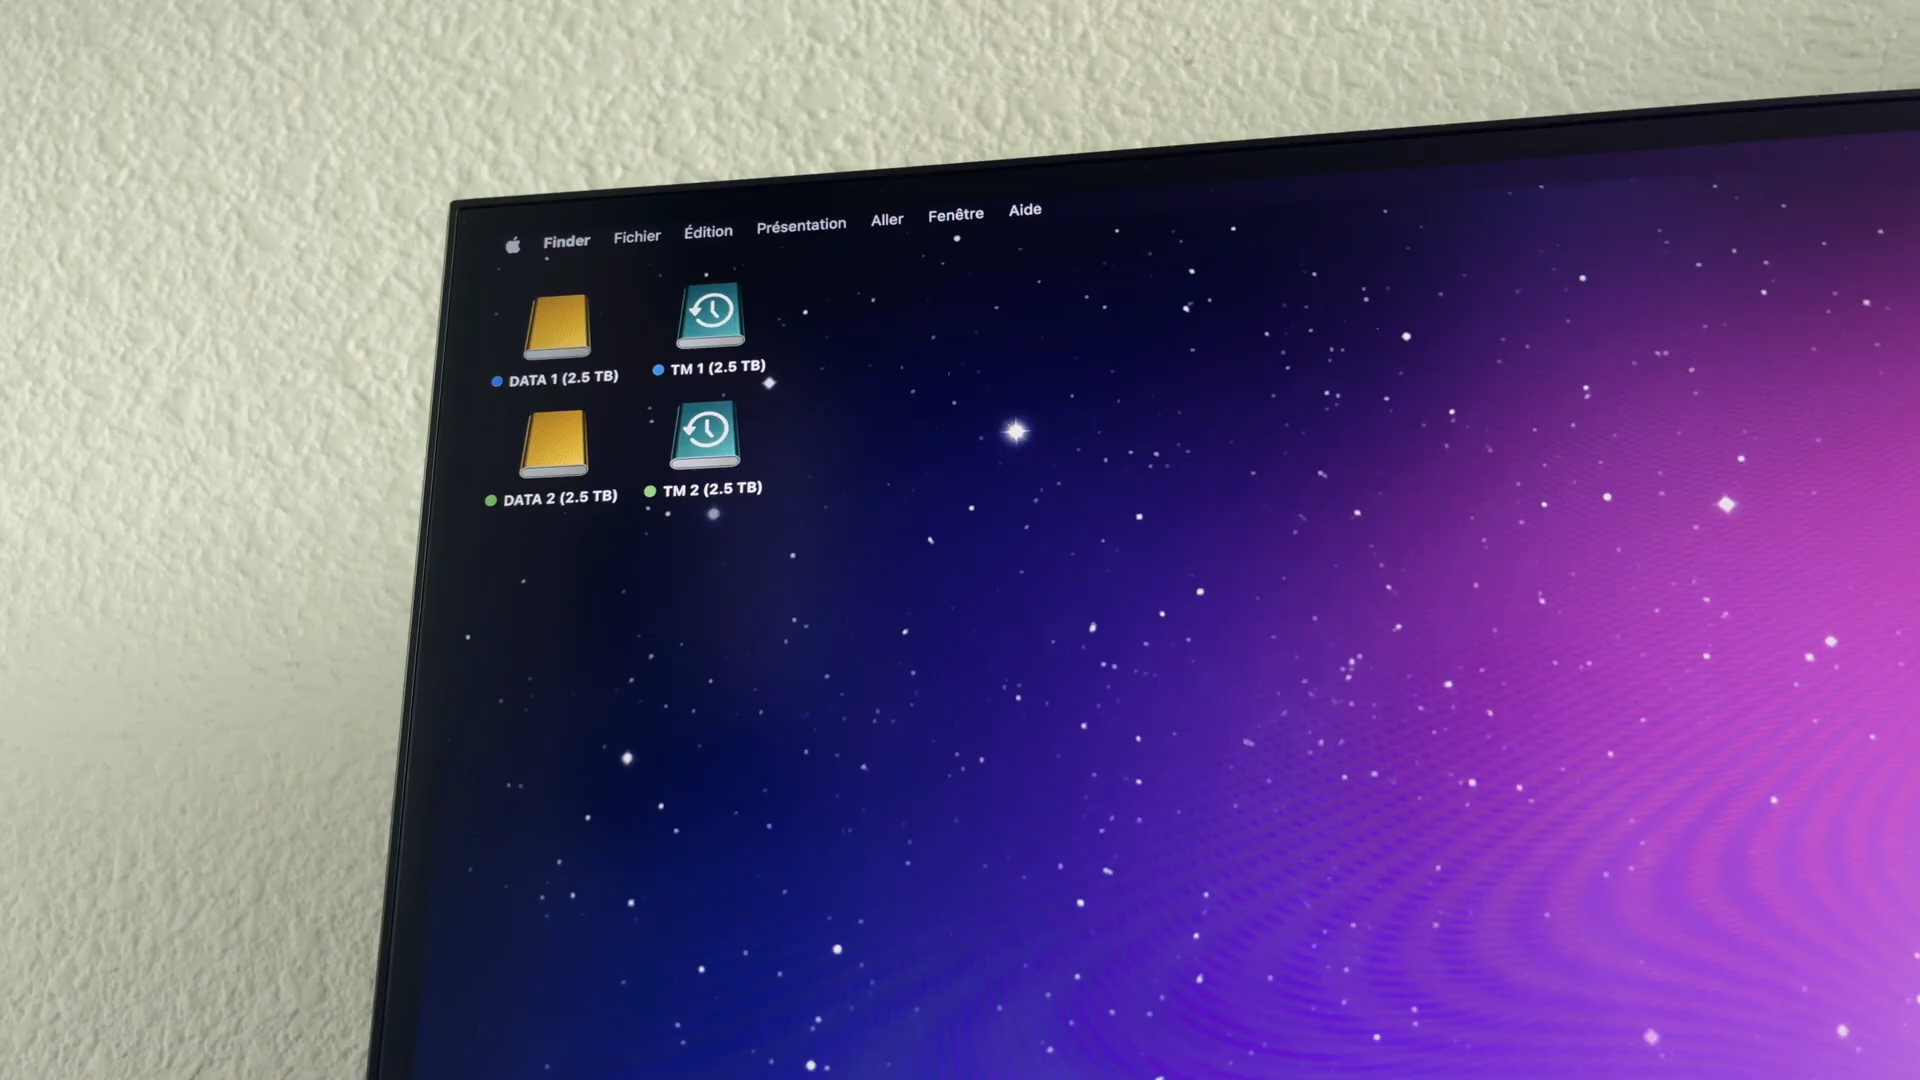 Finder Fichier Édition Présentation Aller Fenêtre Aide
DATA 1 (2.5 TB) TM 1 (2.5 TB)
DATA 2 (2.5 TB) TM 2 (2.5 TB)